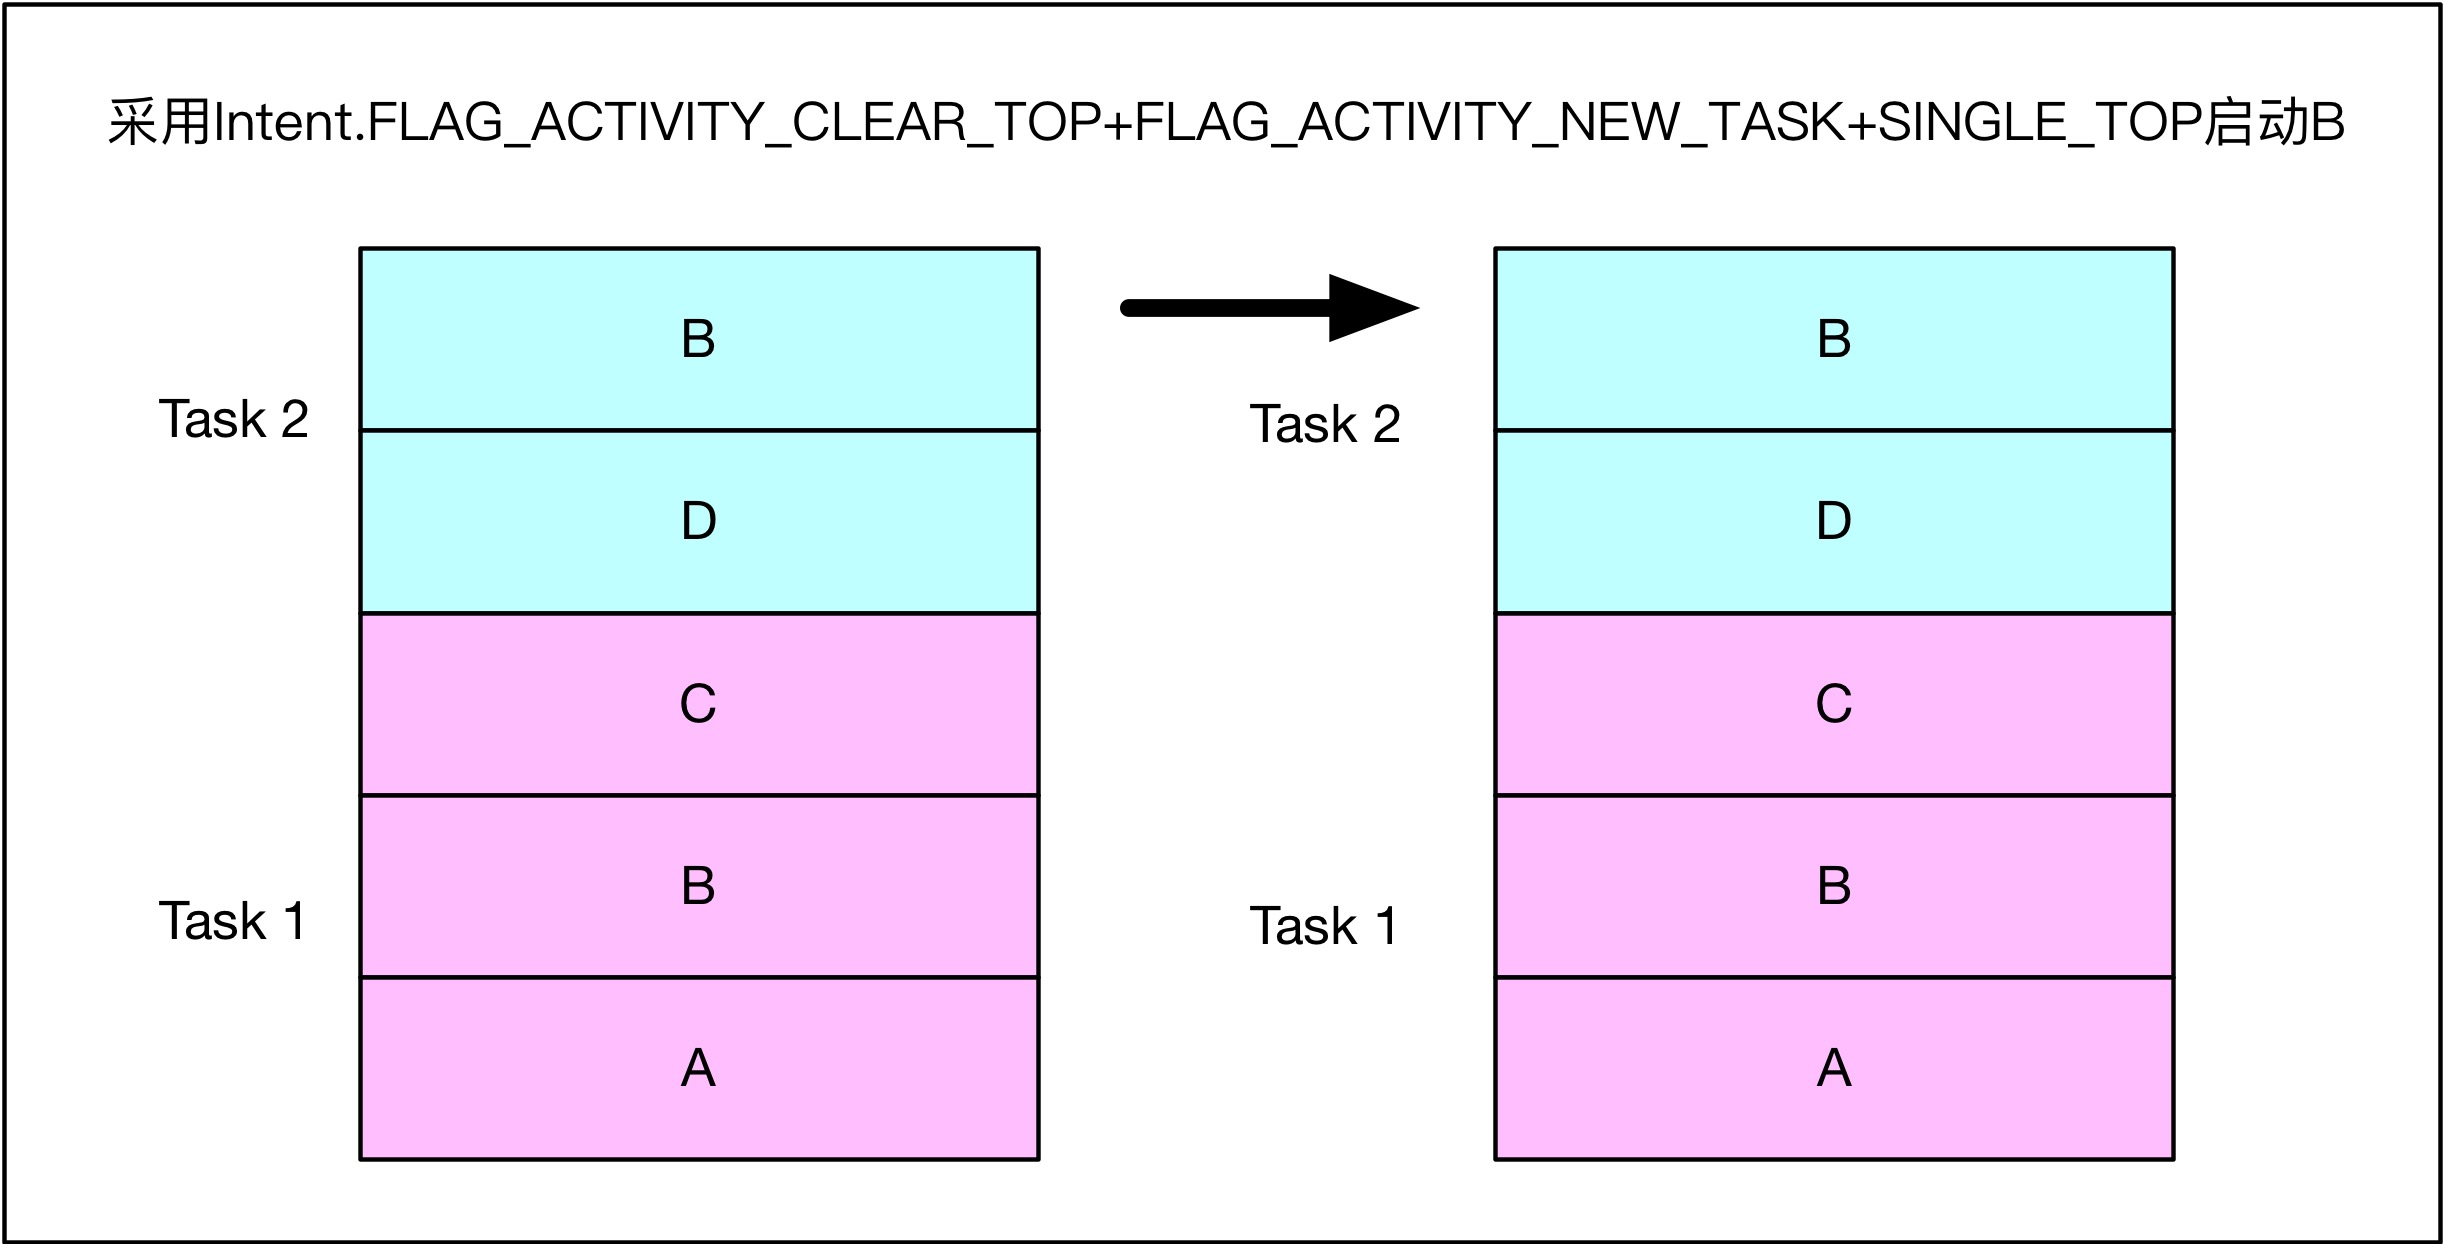 采用Intent.FLAG_ACTIVITY_CLEAR_TOP+FLAG_ACTIVITY_NEW_TASK+SINGLE_TOP启动B
Task 2
B
D
C
Task 1
B
A
Task 2
B
D
C
Task 1
B
A